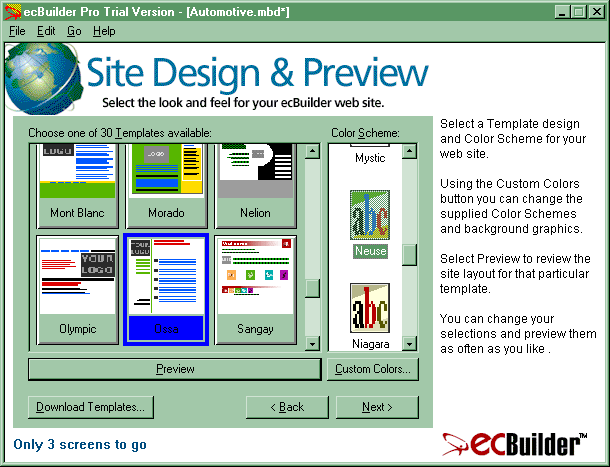 ecBuilder Pro Trial Version - [Automotive.mbd*]
File Edit Go Help
Site Design & Preview
Select the look and feel for your ecBuilder web site.
Choose one of 30 Templates available:
LOGO
LOGO
LOGO
Mont Blanc
Morado
Nelion
YOUR LOGO
YOUR
LOGO
Olympic
Sangay
Color Scheme:
Mystic
abc
Neuse
abc
Niagara
Preview
Custom Colors...
Download Templates...
< Back
Next >
Select a Template design
and Color Scheme for your
web site.
Using the Custom Colors
button you can change the
supplied Color Schemes
and background graphics.
Select Preview to review the
site layout for that particular
template.
You can change your
selections and preview them
as often as you like .
Only 3 screens to go
ecBuilder™